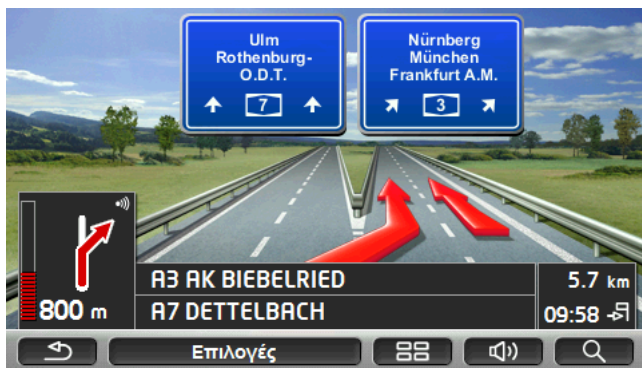 Ulm
Rothenburg-
O.D.T.
7
Nürnberg
München
Frankfurt A.M.
3
800 m
A3 AK BIEBELRIED
A7 DETTELBACH
5.7 km
09:58
Επιλογές